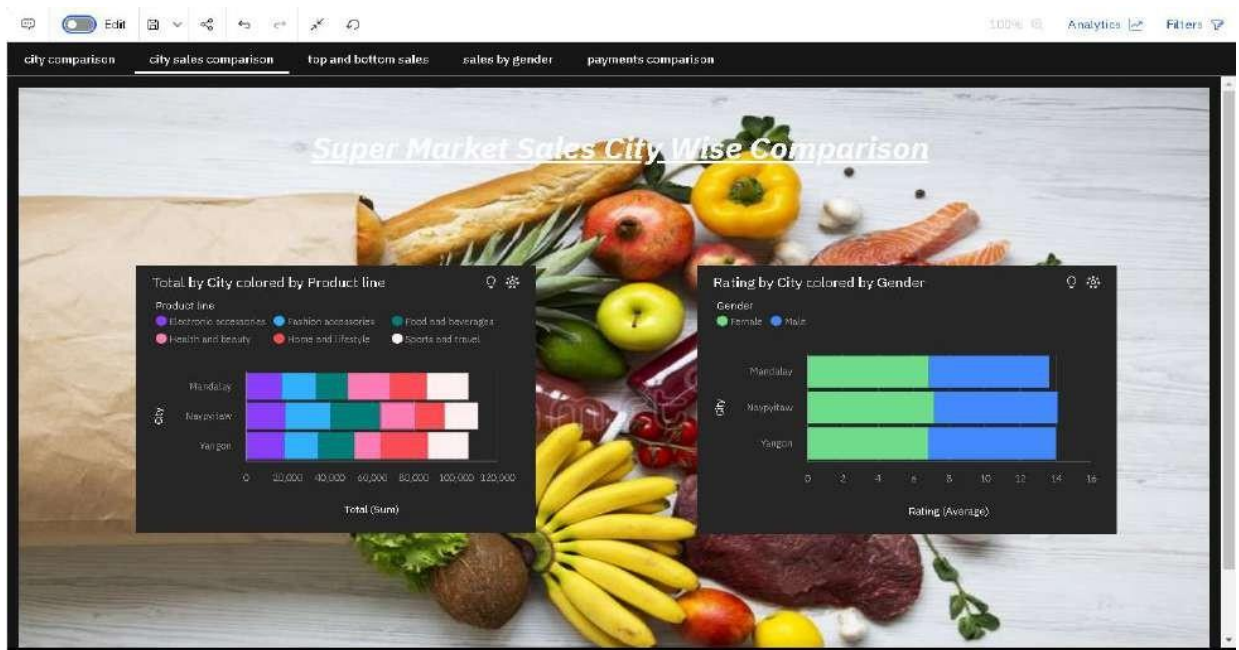 Edit
100%
Analytics
Filters
city comparison
city sales comparison
top and bottom sales
sales by gender
payments comparison
Super Market Sales City Wise Comparison
Total by City colored by Product line
Product line
Electronic accessories
Fashion accessories
Food and beverages
Health and beauty
Home and lifestyle
Sports and travel
City
Mandalay
Naypyitaw
Yangon
0 20,000 40,000 60,000 80,000 100,000 120,000
Total (Sum)
Rating by City colored by Gender
Gender
Female
Male
City
Mandalay
Naypyitaw
Yangon
0 2 4 6 8 10 12 14 16
Rating (Average)